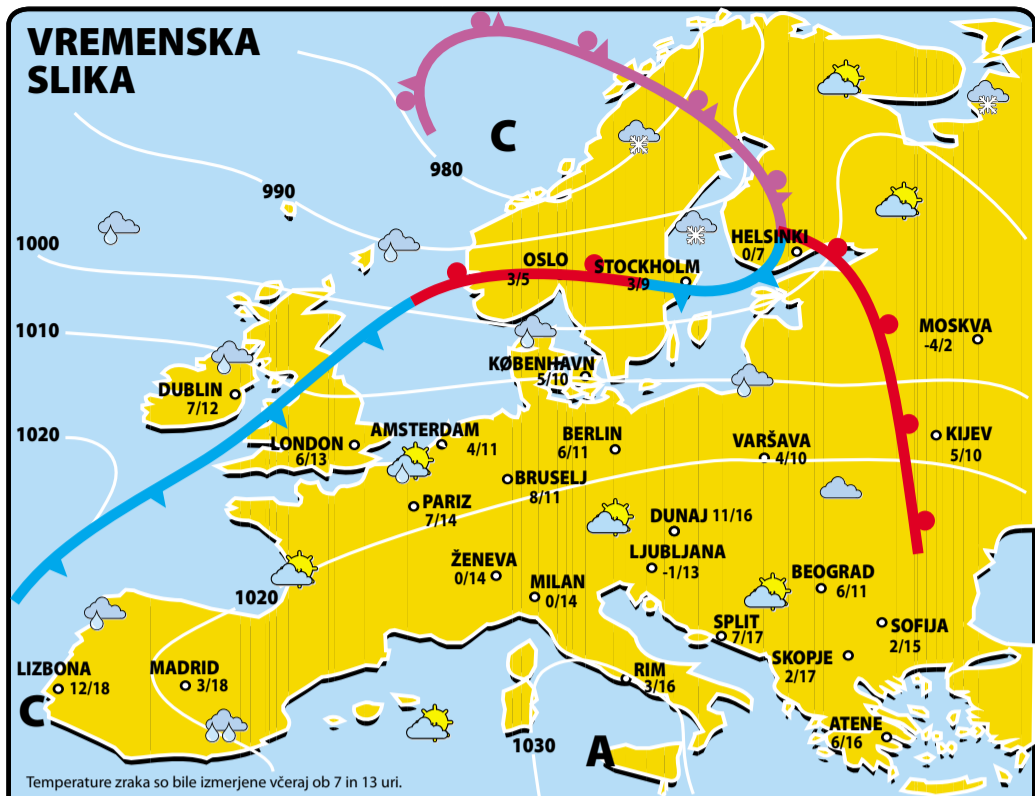 VREMENSKA
SLIKA
C
980
990
1000
HELSINKI
0/7
OSLO
3/5
STOCKHOLM
3/9
1010
MOSKVA
-4/2
KØBENHAVN
5/10
DUBLIN
7/12
1020
LONDON
6/13
AMSTERDAM
4/11
BERLIN
6/11
VARŠAVA
4/10
KIJEV
5/10
BRUSELJ
8/11
PARIZ
7/14
DUNAJ 11/16
LJUBLJANA
-1/13
ŽENEVA
0/14
MILAN
0/14
BEOGRAD
6/11
1020
SPLIT
7/17
SOFIJA
2/15
SKOPJE
2/17
LIZBONA
12/18
MADRID
3/18
RIM
3/16
C
ATENE
6/16
1030
A
Temperature zraka so bile izmerjene včeraj ob 7 in 13 uri.